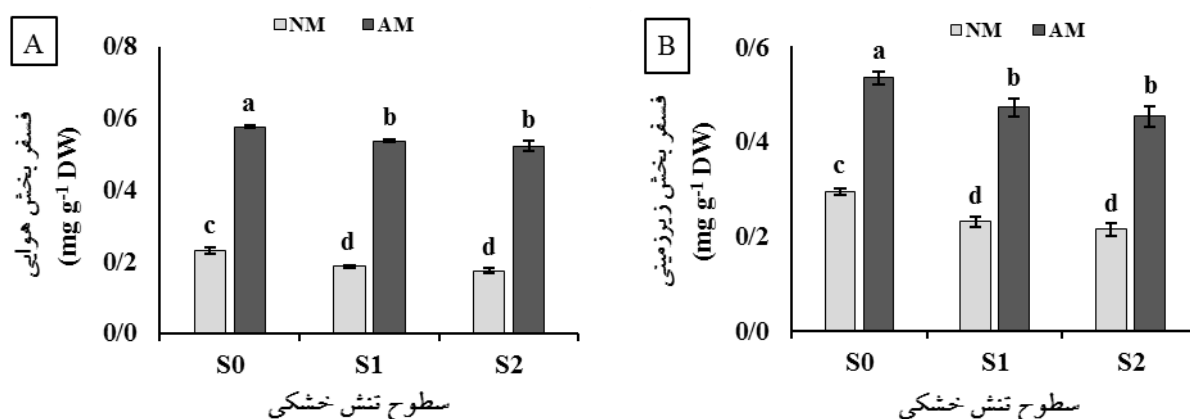 A
NM AM
0/8
0/6
0/4
0/2
0/0
فسفر بخش هوایی
(mg g-1 DW)
a
b
b
c
d
d
S0 S1 S2
سطوح تنش خشکی
B
NM AM
0/6
0/4
0/2
0/0
فسفر بخش زیرزمینی
(mg g-1 DW)
a
b
b
c
d
d
S0 S1 S2
سطوح تنش خشکی